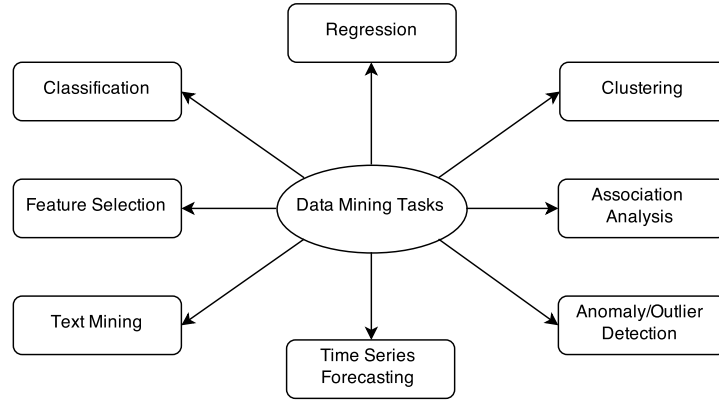 Regression
Classification
Clustering
Feature Selection
Data Mining Tasks
Association
Analysis
Text Mining
Anomaly/Outlier
Detection
Time Series
Forecasting